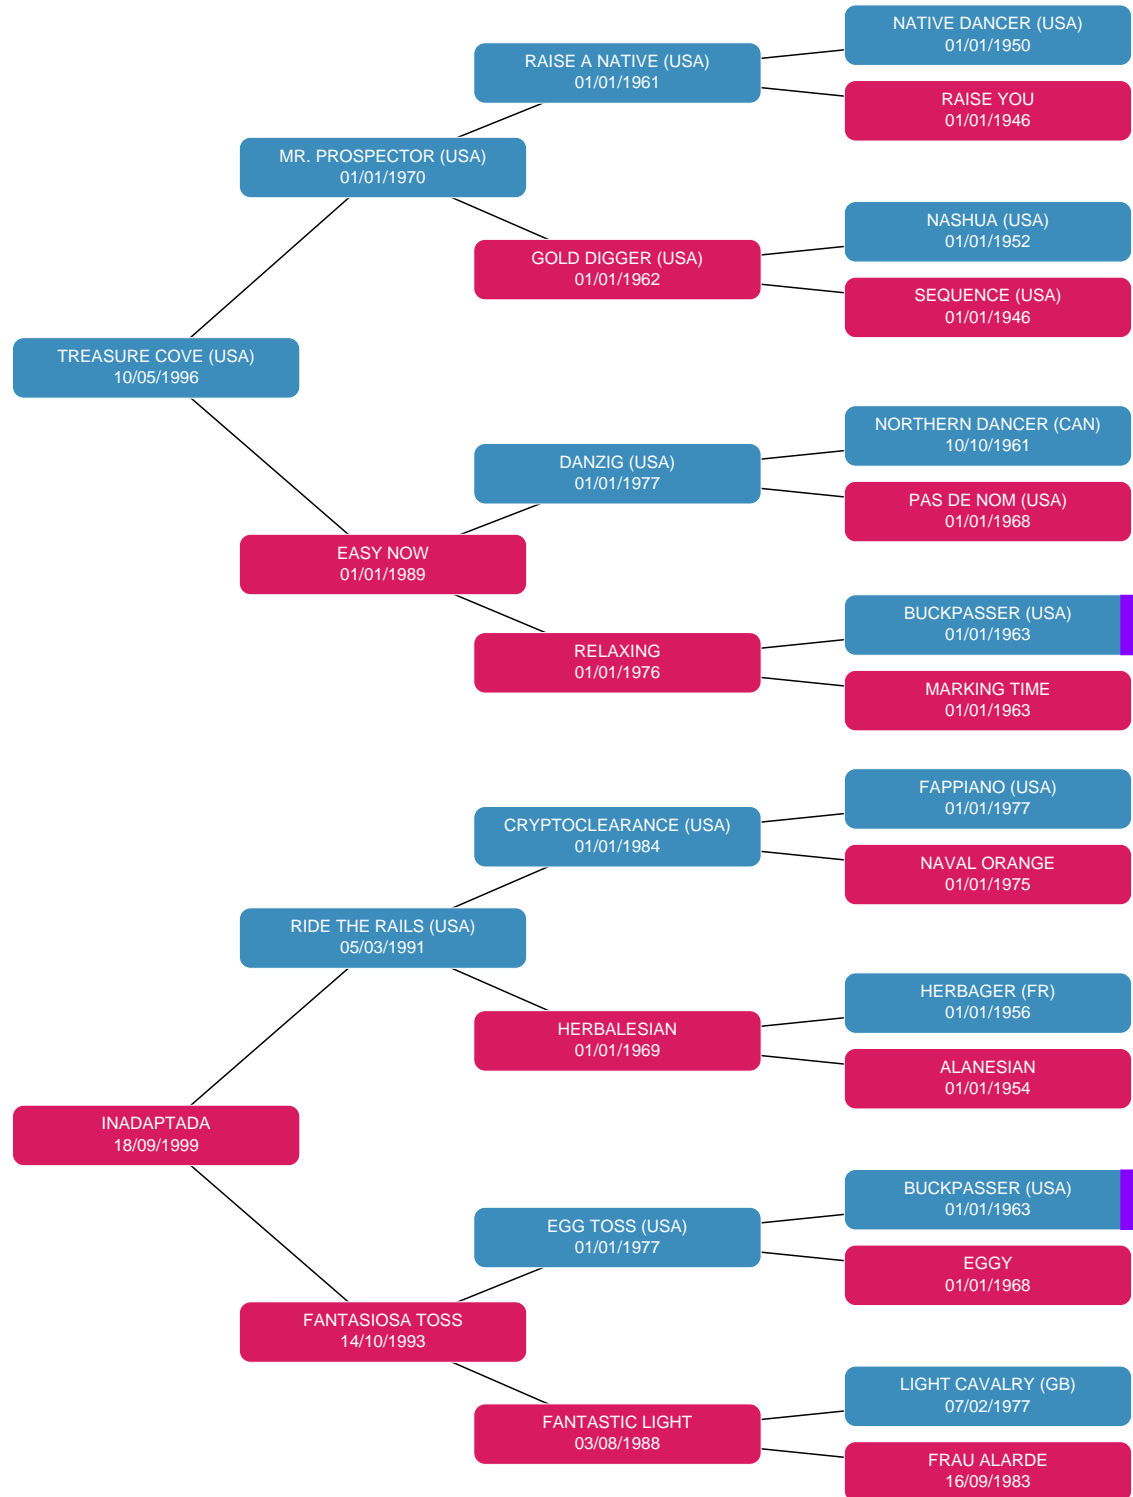 NATIVE DANCER (USA)
01/01/1950
RAISE A NATIVE (USA)
01/01/1961
RAISE YOU
01/01/1946
MR. PROSPECTOR (USA)
01/01/1970
NASHUA (USA)
01/01/1952
GOLD DIGGER (USA)
01/01/1962
SEQUENCE (USA)
01/01/1946
TREASURE COVE (USA)
10/05/1996
NORTHERN DANCER (CAN)
10/10/1961
DANZIG (USA)
01/01/1977
PAS DE NOM (USA)
01/01/1968
EASY NOW
01/01/1989
BUCKPASSER (USA)
01/01/1963
RELAXING
01/01/1976
MARKING TIME
01/01/1963
FAPPIANO (USA)
01/01/1977
CRYPTOCLEARANCE (USA)
01/01/1984
NAVAL ORANGE
01/01/1975
RIDE THE RAILS (USA)
05/03/1991
HERBAGER (FR)
01/01/1956
HERBALESIAN
01/01/1969
ALANESIAN
01/01/1954
INADAPTADA
18/09/1999
BUCKPASSER (USA)
01/01/1963
EGG TOSS (USA)
01/01/1977
EGGY
01/01/1968
FANTASIOSA TOSS
14/10/1993
LIGHT CAVALRY (GB)
07/02/1977
FANTASTIC LIGHT
03/08/1988
FRAU ALARDE
16/09/1983